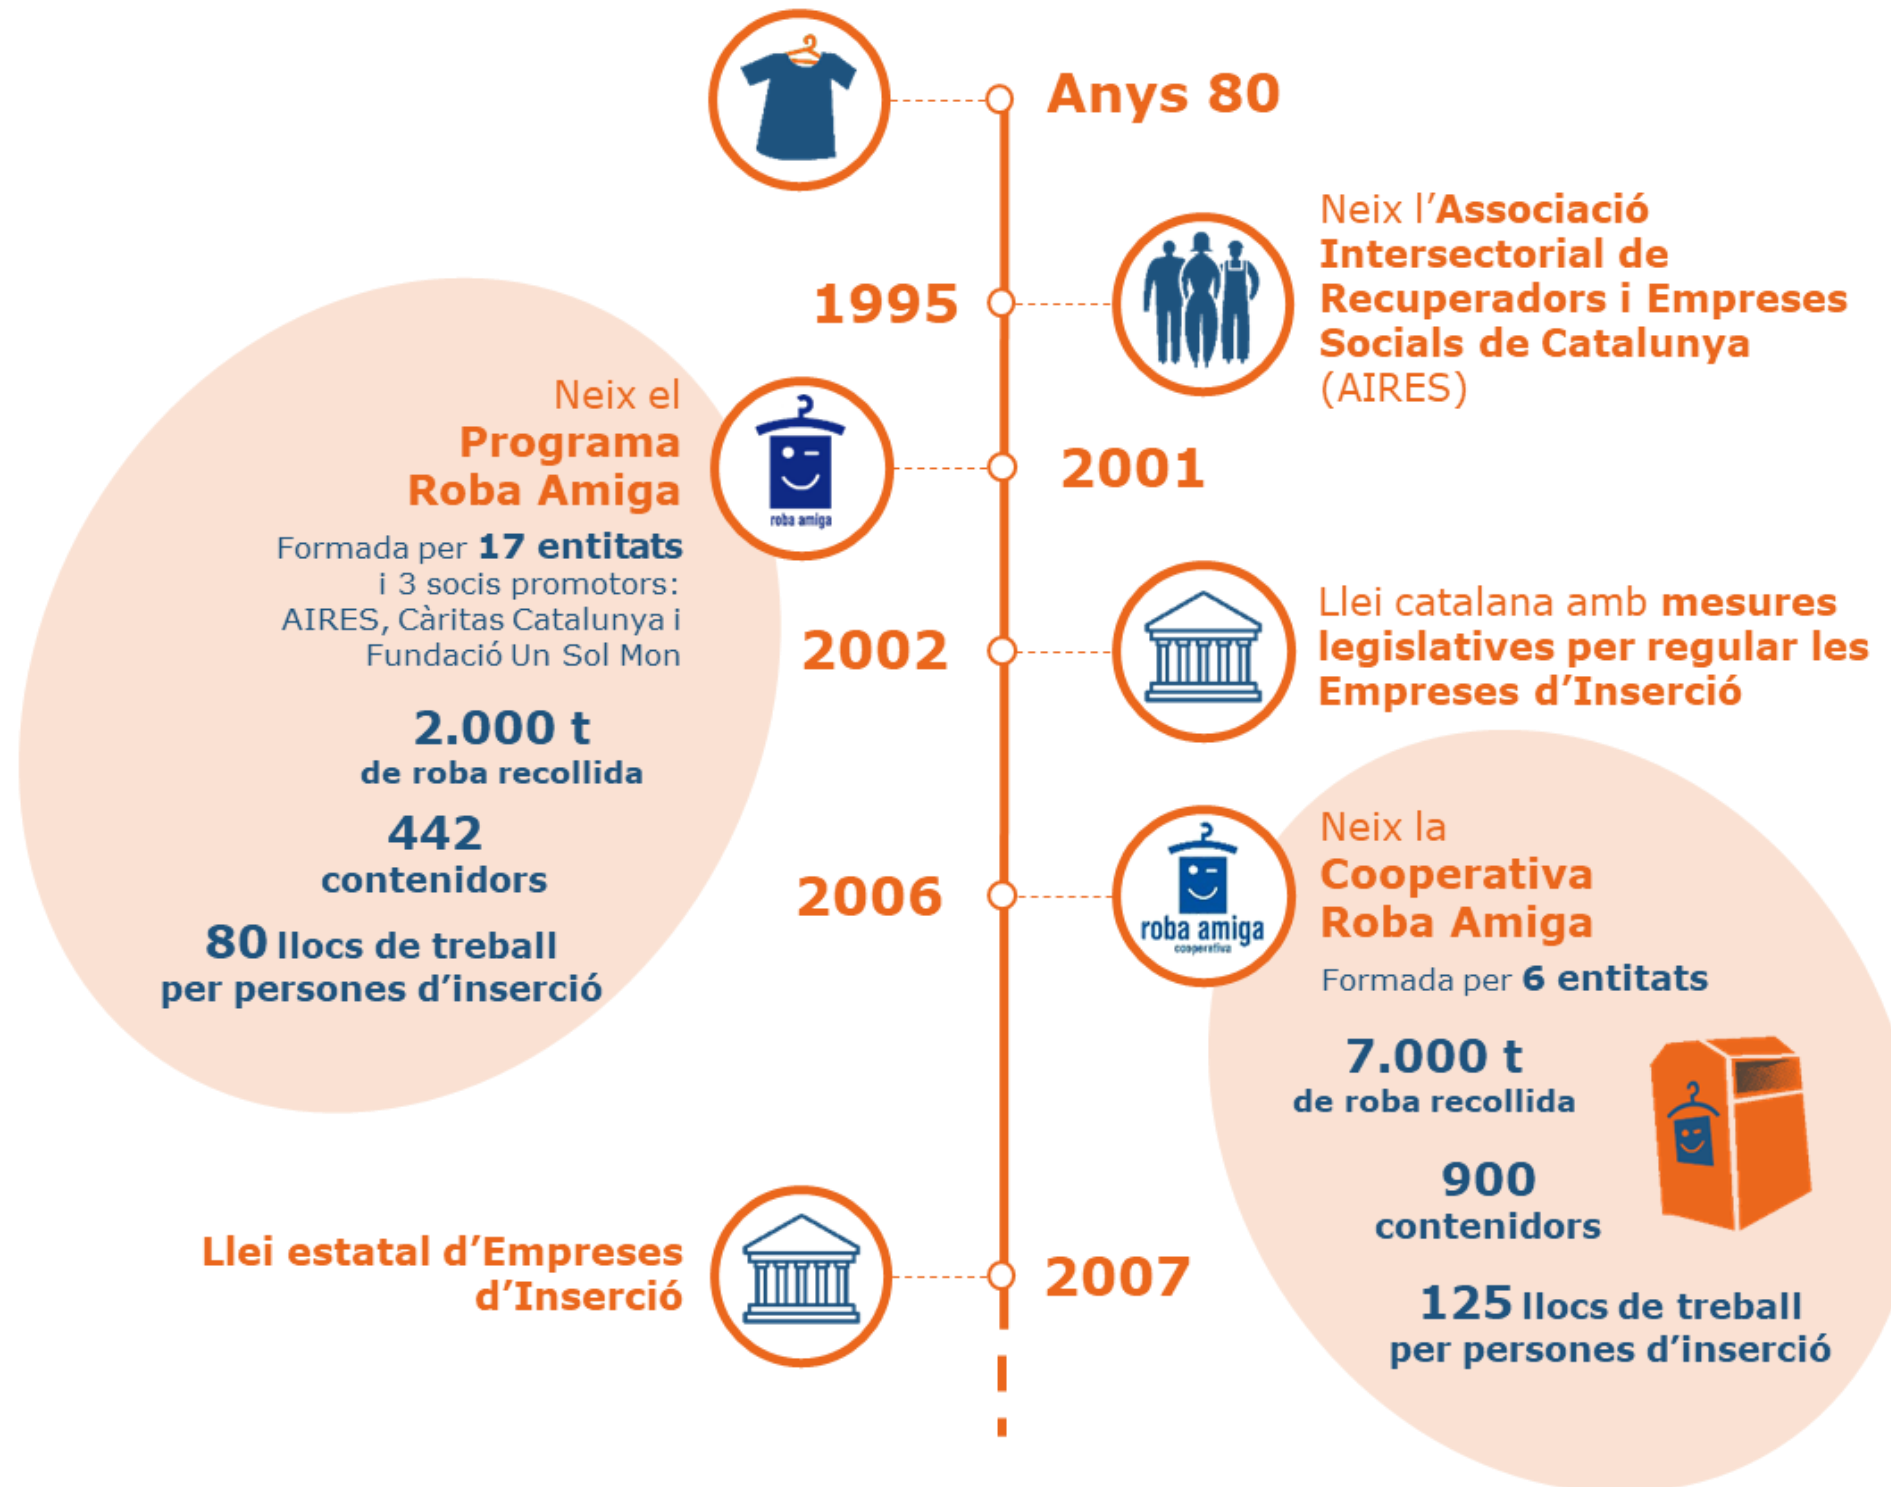 Anys 80
1995
Neix l’Associació
Intersectorial de
Recuperadors i Empreses
Socials de Catalunya
(AIRES)
2001
Neix el
Programa
Roba Amiga
roba amiga
Formada per 17 entitats
i 3 socis promotors:
AIRES, Càritas Catalunya i
Fundació Un Sol Mon
2.000 t
de roba recollida
442
contenidors
80 llocs de treball
per persones d’inserció
2002
Llei catalana amb mesures
legislatives per regular les
Empreses d’Inserció
2006
roba amiga
cooperativa
Neix la
Cooperativa
Roba Amiga
Formada per 6 entitats
7.000 t
de roba recollida
900
contenidors
125 llocs de treball
per persones d’inserció
2007
Llei estatal d’Empreses
d’Inserció